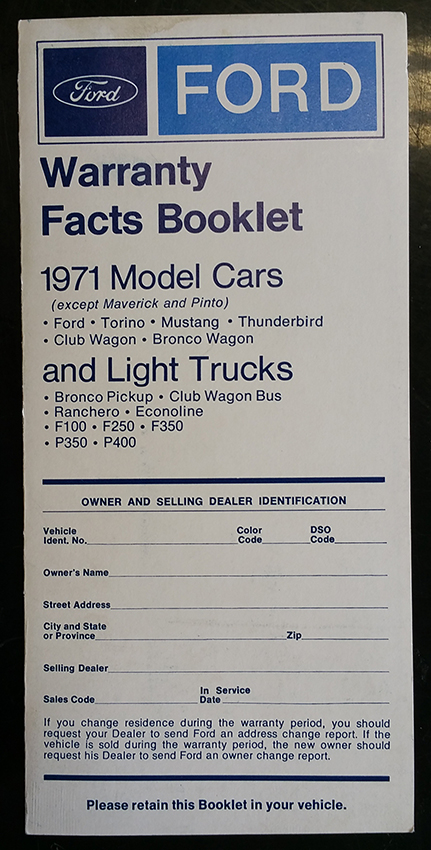 Ford FORD
Warranty
Facts Booklet
1971 Model Cars
(except Maverick and Pinto)
• Ford • Torino • Mustang • Thunderbird
• Club Wagon • Bronco Wagon
and Light Trucks
• Bronco Pickup • Club Wagon Bus
• Ranchero • Econoline
• F100 • F250 • F350
• P350 • P400
OWNER AND SELLING DEALER IDENTIFICATION
Vehicle Color DSO
Ident. No. Code Code
Owner's Name
Street Address
City and State
or Province Zip
Selling Dealer
In Service
Sales Code Date
If you change residence during the warranty period, you should
request your Dealer to send Ford an address change report. If the
vehicle is sold during the warranty period, the new owner should
request his Dealer to send Ford an owner change report.
Please retain this Booklet in your vehicle.